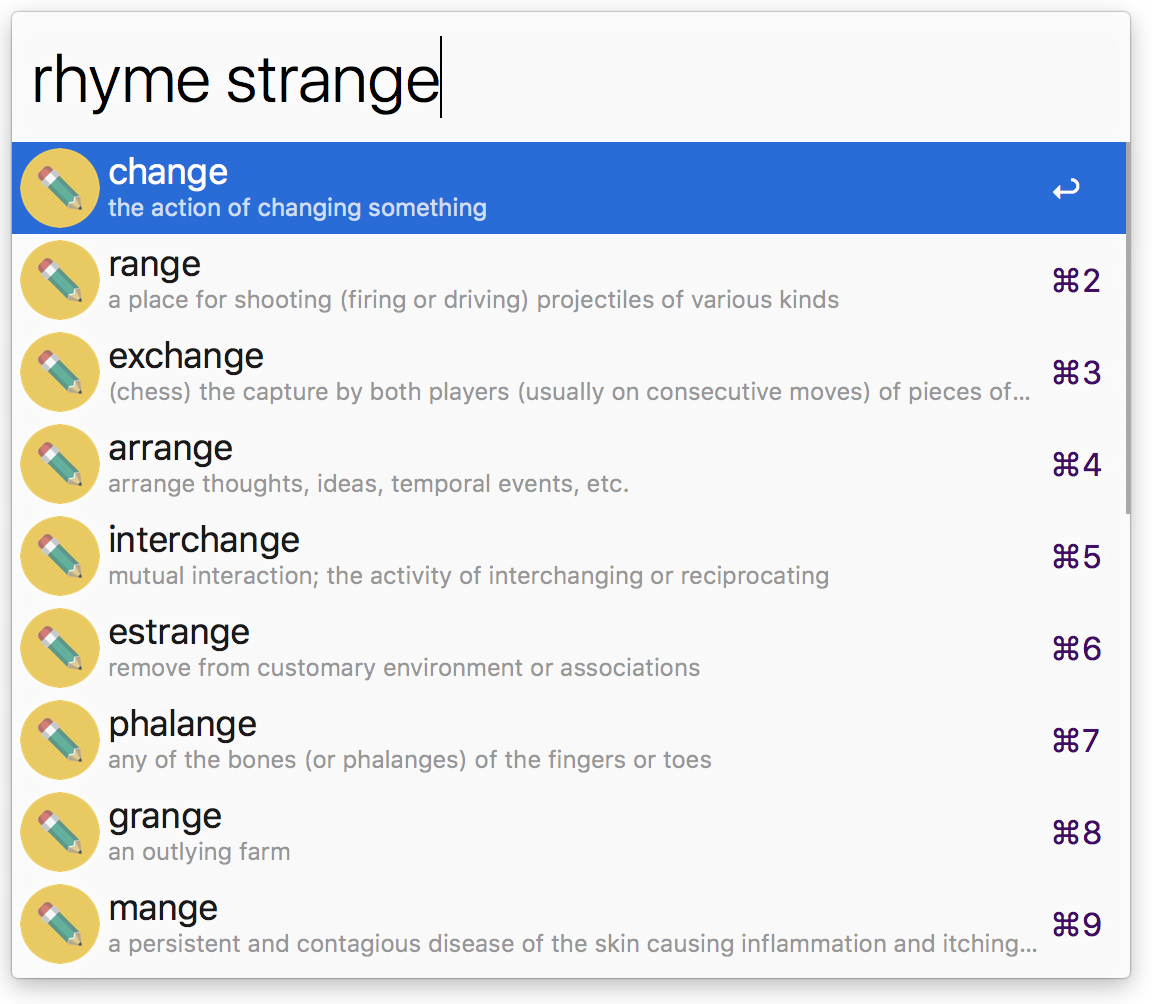 rhyme strange
change
the action of changing something
↩
range
a place for shooting (firing or driving) projectiles of various kinds
⌘2
exchange
(chess) the capture by both players (usually on consecutive moves) of pieces of...
⌘3
arrange
arrange thoughts, ideas, temporal events, etc.
⌘4
interchange
mutual interaction; the activity of interchanging or reciprocating
⌘5
estrange
remove from customary environment or associations
⌘6
phalange
any of the bones (or phalanges) of the fingers or toes
⌘7
grange
an outlying farm
⌘8
mange
a persistent and contagious disease of the skin causing inflammation and itching...
⌘9